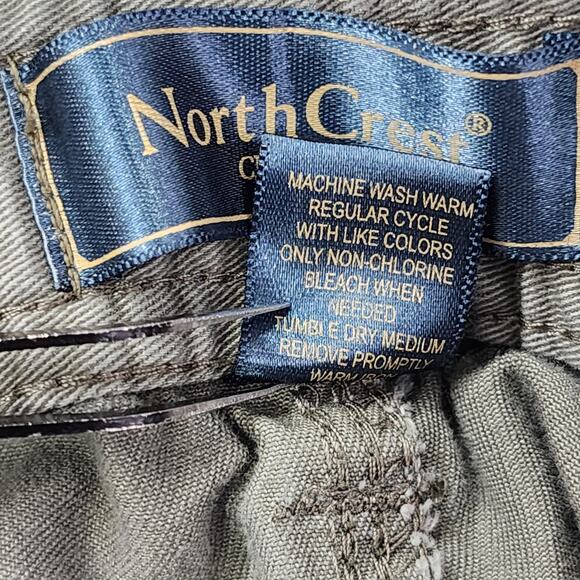 NorthCrest®
MACHINE WASH WARM
REGULAR CYCLE
WITH LIKE COLORS
ONLY NON-CHLORINE
BLEACH WHEN
NEEDED
TUMBLE DRY MEDIUM
REMOVE PROMPTLY
WARM